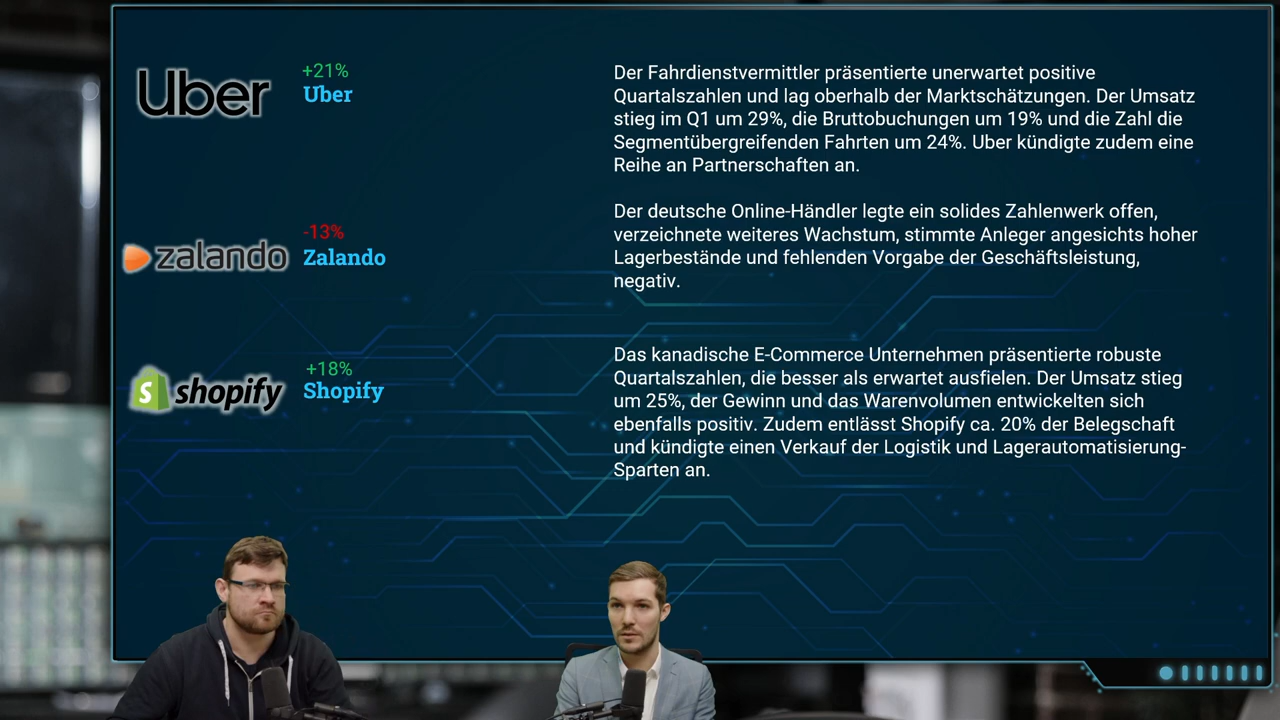 Uber
+21%
Uber
Der Fahrdienstvermittler präsentierte unerwartet positive
Quartalszahlen und lag oberhalb der Marktschätzungen. Der Umsatz
stieg im Q1 um 29%, die Bruttobuchungen um 19% und die Zahl die
Segmentübergreifenden Fahrten um 24%. Uber kündigte zudem eine
Reihe an Partnerschaften an.
zalando
-13%
Zalando
Der deutsche Online-Händler legte ein solides Zahlenwerk offen,
verzeichnete weiteres Wachstum, stimmte Anleger angesichts hoher
Lagerbestände und fehlenden Vorgabe der Geschäftsleistung,
negativ.
shopify
+18%
Shopify
Das kanadische E-Commerce Unternehmen präsentierte robuste
Quartalszahlen, die besser als erwartet ausfielen. Der Umsatz stieg
um 25%, der Gewinn und das Warenvolumen entwickelten sich
ebenfalls positiv. Zudem entlässt Shopify ca. 20% der Belegschaft
und kündigte einen Verkauf der Logistik und Lagerautomatisierung-
Sparten an.